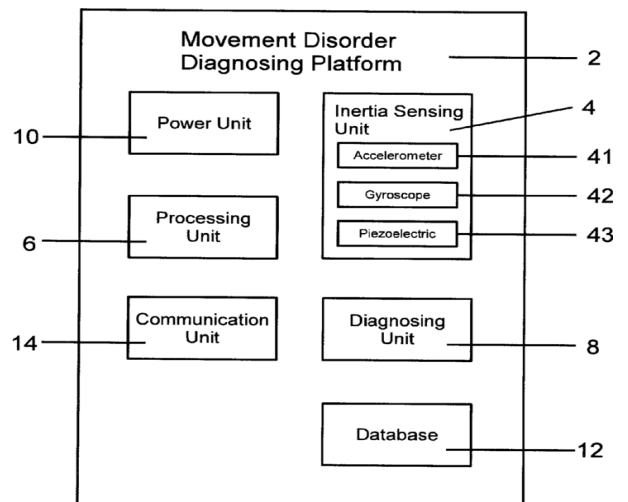 Movement Disorder
Diagnosing Platform
2
Power Unit
10
Inertia Sensing
Unit
4
Accelerometer
41
Gyroscope
42
Piezoelectric
43
Processing
Unit
6
Communication
Unit
14
Diagnosing
Unit
8
Database
12